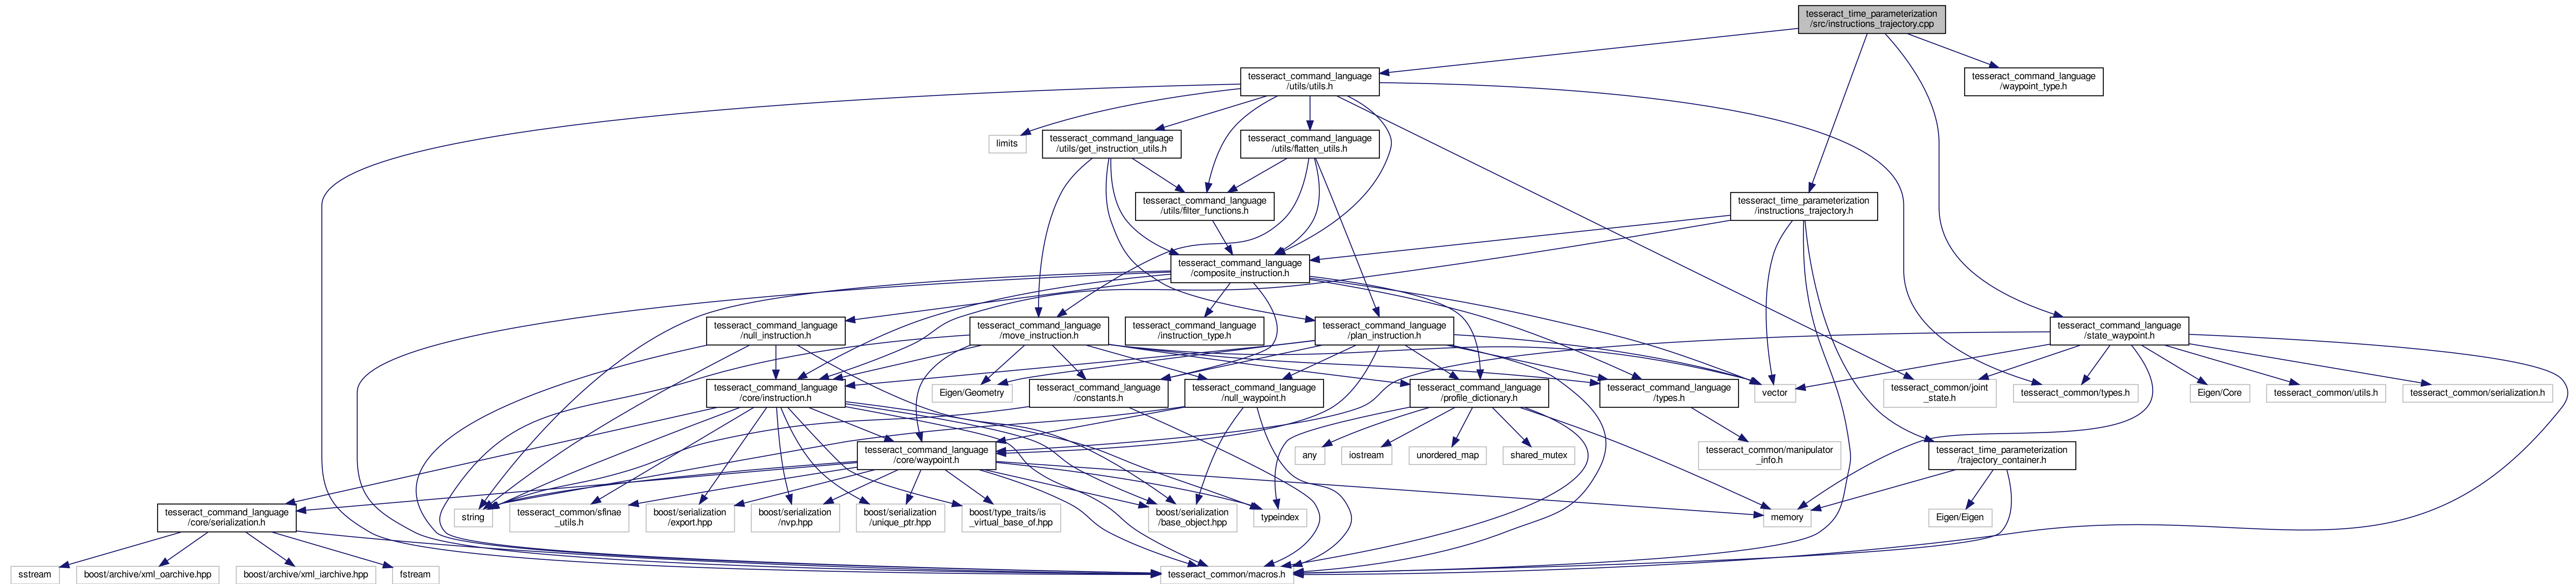 tesseract_time_parameterization
/src/instructions_trajectory.cpp
tesseract_command_language
/utils/utils.h
tesseract_command_language
/waypoint_type.h
limits
tesseract_command_language
/utils/get_instruction_utils.h
tesseract_command_language
/utils/flatten_utils.h
tesseract_command_language
/utils/filter_functions.h
tesseract_time_parameterization
/instructions_trajectory.h
tesseract_command_language
/composite_instruction.h
tesseract_command_language
/null_instruction.h
tesseract_command_language
/move_instruction.h
tesseract_command_language
/instruction_type.h
tesseract_command_language
/plan_instruction.h
tesseract_command_language
/state_waypoint.h
tesseract_command_language
/core/instruction.h
Eigen/Geometry
tesseract_command_language
/constants.h
tesseract_command_language
/null_waypoint.h
tesseract_command_language
/profile_dictionary.h
tesseract_command_language
/types.h
vector
tesseract_common/joint
_state.h
tesseract_common/types.h
Eigen/Core
tesseract_common/utils.h
tesseract_common/serialization.h
tesseract_command_language
/core/waypoint.h
any
iostream
unordered_map
shared_mutex
tesseract_common/manipulator
_info.h
tesseract_time_parameterization
/trajectory_container.h
tesseract_command_language
/core/serialization.h
string
tesseract_common/sfinae
_utils.h
boost/serialization
/export.hpp
boost/serialization
/nvp.hpp
boost/serialization
/unique_ptr.hpp
boost/type_traits/is
_virtual_base_of.hpp
boost/serialization
/base_object.hpp
typeindex
memory
Eigen/Eigen
sstream
boost/archive/xml_oarchive.hpp
boost/archive/xml_iarchive.hpp
fstream
tesseract_common/macros.h